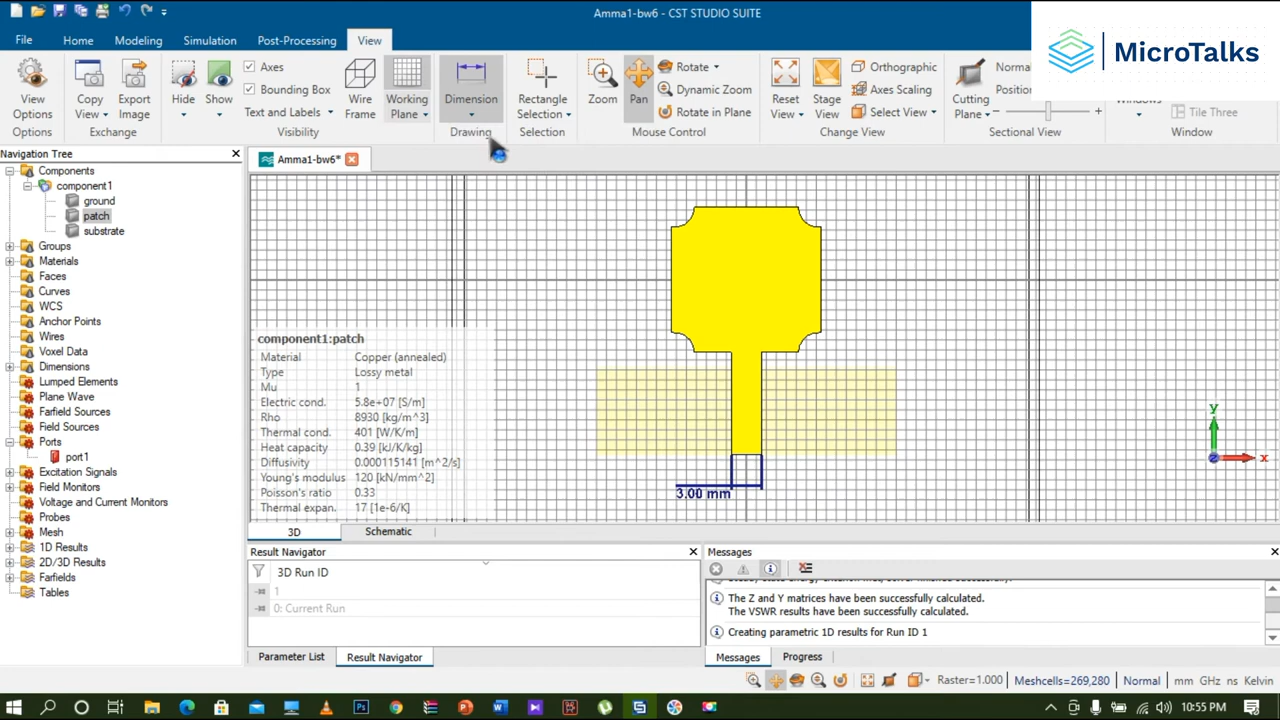 Amma1-bw6 - CST STUDIO SUITE
MicroTalks
File Home Modeling Simulation Post-Processing View
View Options
Copy View
Export Image
Hide
Show
Axes
Bounding Box
Text and Labels
Wire Frame
Working Plane
Dimension
Rectangle Selection
Zoom
Pan
Rotate
Dynamic Zoom
Rotate in Plane
Reset View
Stage View
Orthographic
Axes Scaling
Select View
Cutting Plane
Normal
Position
Tile Three
Options Exchange Visibility Drawing Selection Mouse Control Change View Sectional View Window
Navigation Tree
Amma1-bw6*
Components
component1
ground
patch
substrate
Groups
Materials
Faces
Curves
WCS
Anchor Points
Wires
Voxel Data
Dimensions
Lumped Elements
Plane Wave
Farfield Sources
Field Sources
Ports
port1
Excitation Signals
Field Monitors
Voltage and Current Monitors
Probes
Mesh
1D Results
2D/3D Results
Farfields
Tables
component1:patch
Material Copper (annealed)
Type Lossy metal
Mu 1
Electric cond. 5.8e+07 [S/m]
Rho 8930 [kg/m^3]
Thermal cond. 401 [W/K/m]
Heat capacity 0.39 [kJ/K/kg]
Diffusivity 0.000115141 [m^2/s]
Young's modulus 120 [kN/mm^2]
Poisson's ratio 0.33
Thermal expan. 17 [1e-6/K]
3.00 mm
y
x
3D Schematic
Result Navigator
3D Run ID
1
0: Current Run
Parameter List Result Navigator
Messages
The Z and Y matrices have been successfully calculated.
The VSWR results have been successfully calculated.
Creating parametric 1D results for Run ID 1
Messages Progress
Raster=1.000 Meshcells=269,280 Normal mm GHz ns Kelvin
10:55 PM